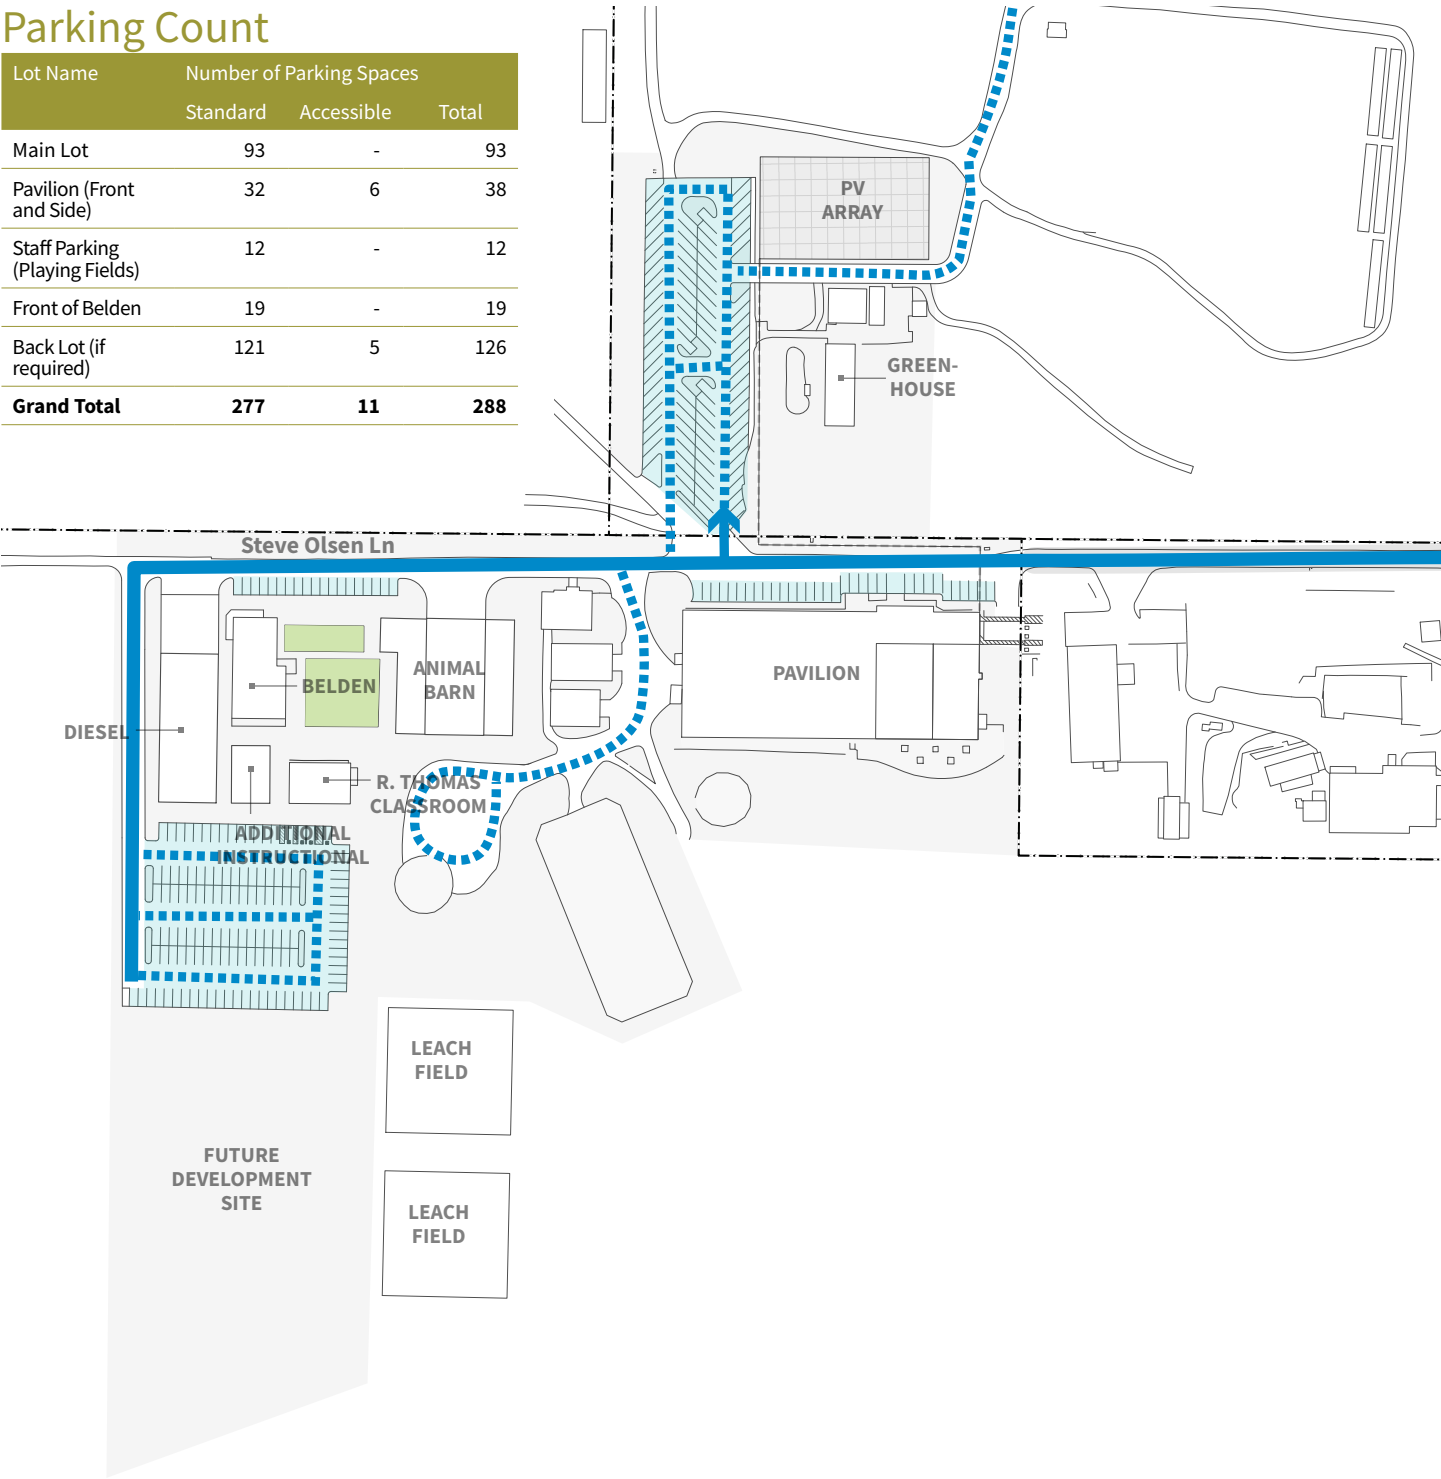 Parking Count
Lot Name Number of Parking Spaces
Standard Accessible Total
Main Lot 93 - 93
Pavilion (Front and Side) 32 6 38
Staff Parking (Playing Fields) 12 - 12
Front of Belden 19 - 19
Back Lot (if required) 121 5 126
Grand Total 277 11 288
PV
ARRAY
GREEN-
HOUSE
Steve Olsen Ln
BELDEN
ANIMAL
BARN
PAVILION
DIESEL
R. THOMAS
CLASSROOM
ADDITIONAL
INSTRUCTIONAL
LEACH
FIELD
FUTURE
DEVELOPMENT
SITE
LEACH
FIELD